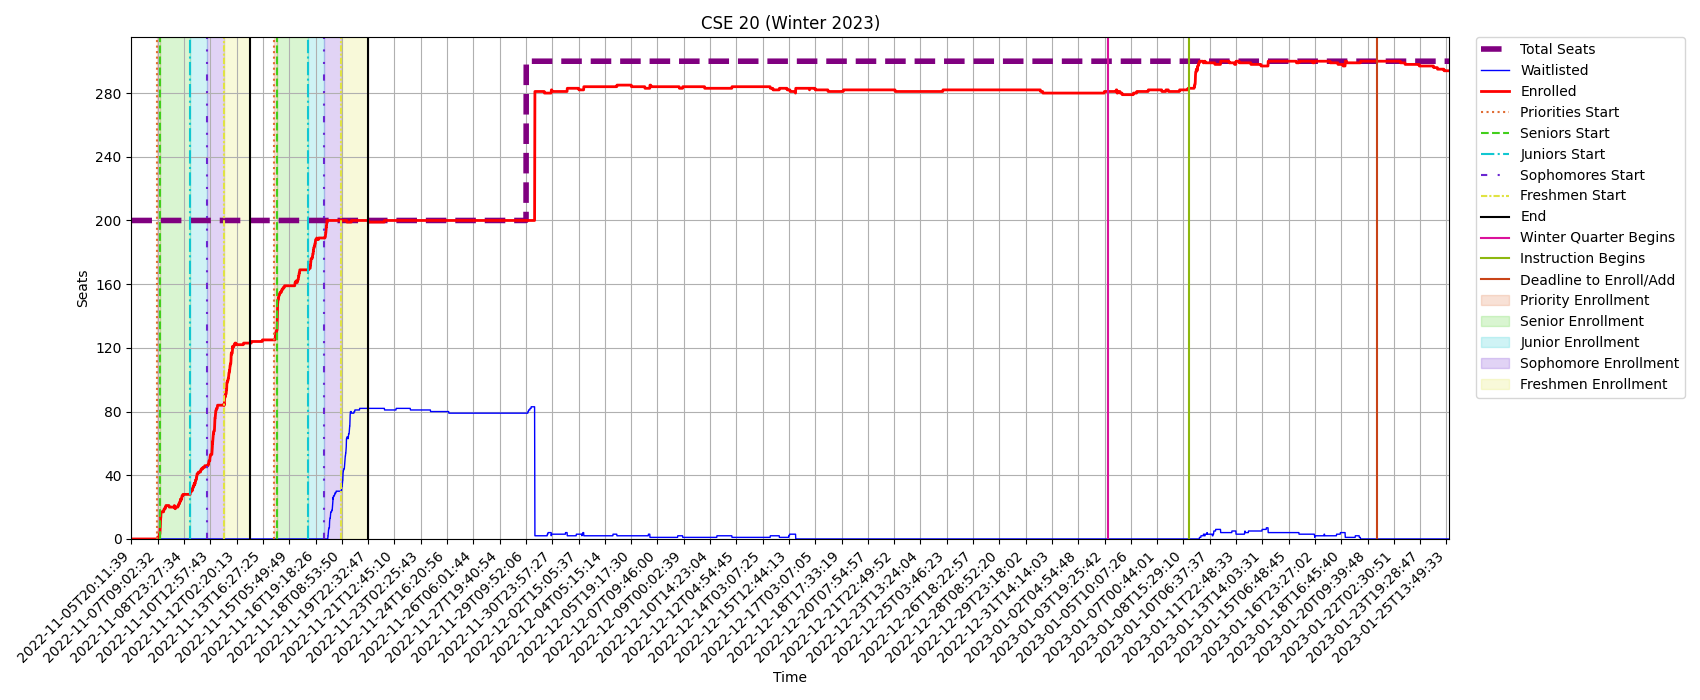 CSE 20 (Winter 2023)
Total Seats
Waitlisted
Enrolled
Priorities Start
Seniors Start
Juniors Start
Sophomores Start
Freshmen Start
End
Winter Quarter Begins
Instruction Begins
Deadline to Enroll/Add
Priority Enrollment
Senior Enrollment
Junior Enrollment
Sophomore Enrollment
Freshmen Enrollment
Seats
280
240
200
160
120
80
40
0
2022-11-05T20:11:39
2022-11-07T09:02:32
2022-11-08T23:27:34
2022-11-10T12:57:43
2022-11-12T02:20:13
2022-11-13T16:27:25
2022-11-15T05:49:49
2022-11-16T19:18:26
2022-11-18T08:53:50
2022-11-19T22:32:47
2022-11-21T12:45:10
2022-11-23T02:25:43
2022-11-24T16:20:56
2022-11-26T06:01:44
2022-11-27T19:40:54
2022-11-29T09:52:06
2022-11-30T23:57:27
2022-12-02T15:05:37
2022-12-04T05:15:14
2022-12-05T19:17:30
2022-12-07T09:46:00
2022-12-09T00:02:39
2022-12-10T14:23:04
2022-12-12T04:54:45
2022-12-14T03:07:25
2022-12-15T12:44:13
2022-12-17T03:07:05
2022-12-18T17:33:19
2022-12-20T07:54:57
2022-12-21T22:49:52
2022-12-23T13:24:04
2022-12-25T03:46:23
2022-12-26T18:22:57
2022-12-28T08:52:20
2022-12-29T23:18:02
2022-12-31T14:14:03
2023-01-02T04:54:48
2023-01-03T19:25:42
2023-01-05T10:07:26
2023-01-07T00:44:01
2023-01-08T15:29:10
2023-01-10T06:37:37
2023-01-11T22:48:33
2023-01-13T14:03:31
2023-01-15T06:48:45
2023-01-16T23:27:02
2023-01-18T16:45:40
2023-01-20T09:39:48
2023-01-22T02:30:51
2023-01-23T19:28:47
2023-01-25T13:49:33
Time